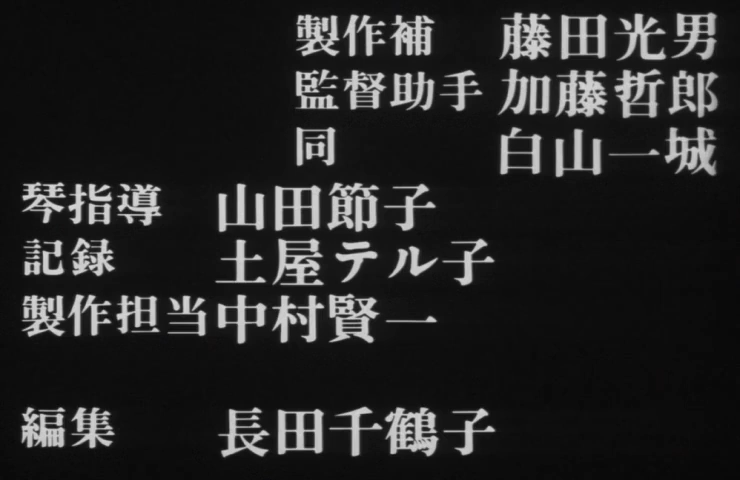 製作補 藤田光男
監督助手 加藤哲郎
同 白山一城
琴指導 山田節子
記録 土屋テル子
製作担当 中村賢一
編集 長田千鶴子